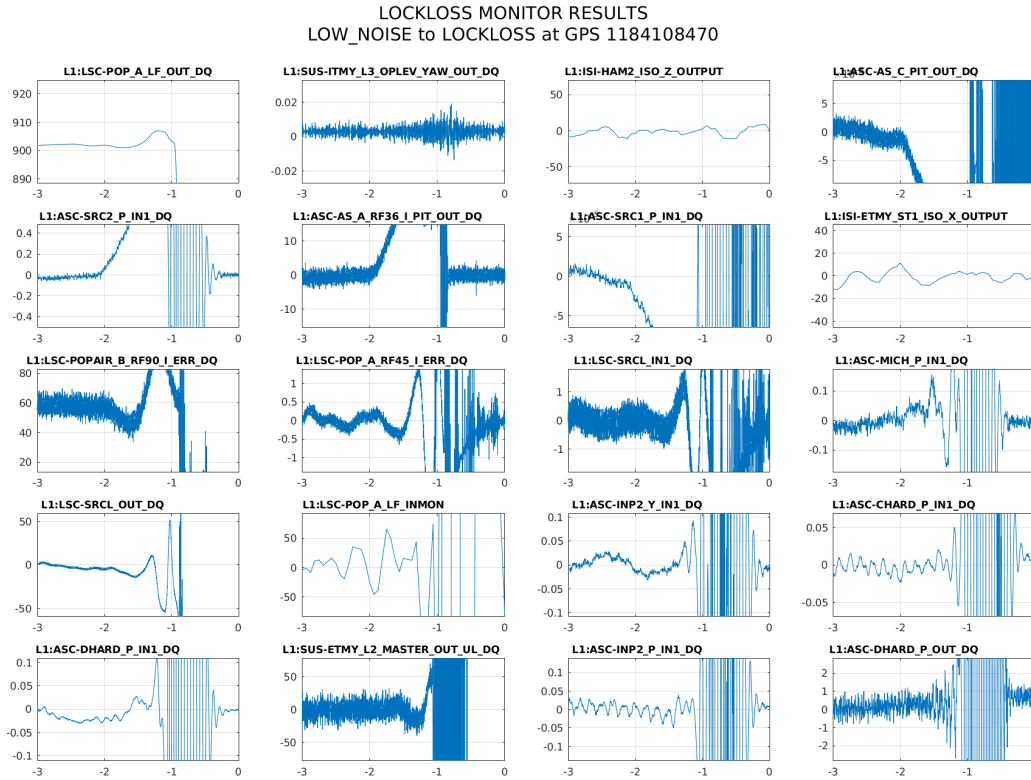 LOCKLOSS MONITOR RESULTS
LOW_NOISE to LOCKLOSS at GPS 1184108470
L1:LSC-POP_A_LF_OUT_DQ
920
910
900
890
-3 -2 -1 0
L1:SUS-ITMY_L3_OPLEV_YAW_OUT_DQ
0.02
0
-0.02
-3 -2 -1 0
L1:ISI-HAM2_ISO_Z_OUTPUT
50
0
-50
-3 -2 -1 0
L1:ASC-AS_C_PIT_OUT_DQ
5
0
-5
-3 -2 -1
L1:ASC-SRC2_P_IN1_DQ
0.4
0.2
0
-0.2
-0.4
-3 -2 -1 0
L1:ASC-AS_A_RF36_I_PIT_OUT_DQ
10
0
-10
-3 -2 -1 0
L1:ASC-SRC1_P_IN1_DQ
5
0
-5
-3 -2 -1 0
L1:ISI-ETMY_ST1_ISO_X_OUTPUT
40
20
0
-20
-40
-3 -2 -1
L1:LSC-POPAIR_B_RF90_I_ERR_DQ
80
60
40
20
-3 -2 -1 0
L1:LSC-POP_A_RF45_I_ERR_DQ
1
0.5
0
-0.5
-1
-3 -2 -1 0
L1:LSC-SRCL_IN1_DQ
1
0
-1
-3 -2 -1 0
L1:ASC-MICH_P_IN1_DQ
0.1
0
-0.1
-3 -2 -1
L1:LSC-SRCL_OUT_DQ
50
0
-50
-3 -2 -1 0
L1:LSC-POP_A_LF_INMON
50
0
-50
-3 -2 -1 0
L1:ASC-INP2_Y_IN1_DQ
0.1
0.05
0
-0.05
-0.1
-3 -2 -1 0
L1:ASC-CHARD_P_IN1_DQ
0.05
0
-0.05
-3 -2 -1
L1:ASC-DHARD_P_IN1_DQ
0.1
0.05
0
-0.05
-0.1
-3 -2 -1 0
L1:SUS-ETMY_L2_MASTER_OUT_UL_DQ
50
0
-50
-3 -2 -1 0
L1:ASC-INP2_P_IN1_DQ
0.1
0.05
0
-0.05
-0.1
-3 -2 -1 0
L1:ASC-DHARD_P_OUT_DQ
2
1
0
-1
-2
-3 -2 -1